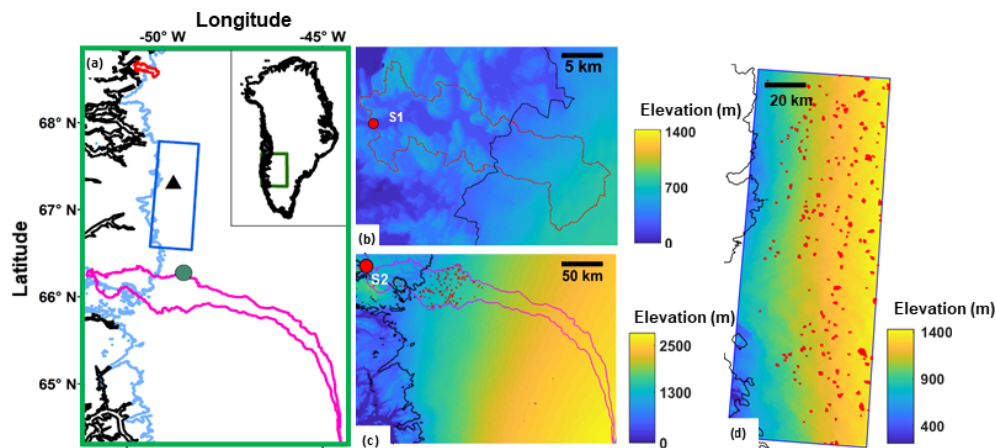 Longitude
-50° W
-45° W
(a)
68° N
67° N
66° N
65° N
Latitude
5 km
S1
(b)
Elevation (m)
1400
700
0
50 km
S2
(c)
Elevation (m)
2500
1300
0
20 km
(d)
Elevation (m)
1400
900
400